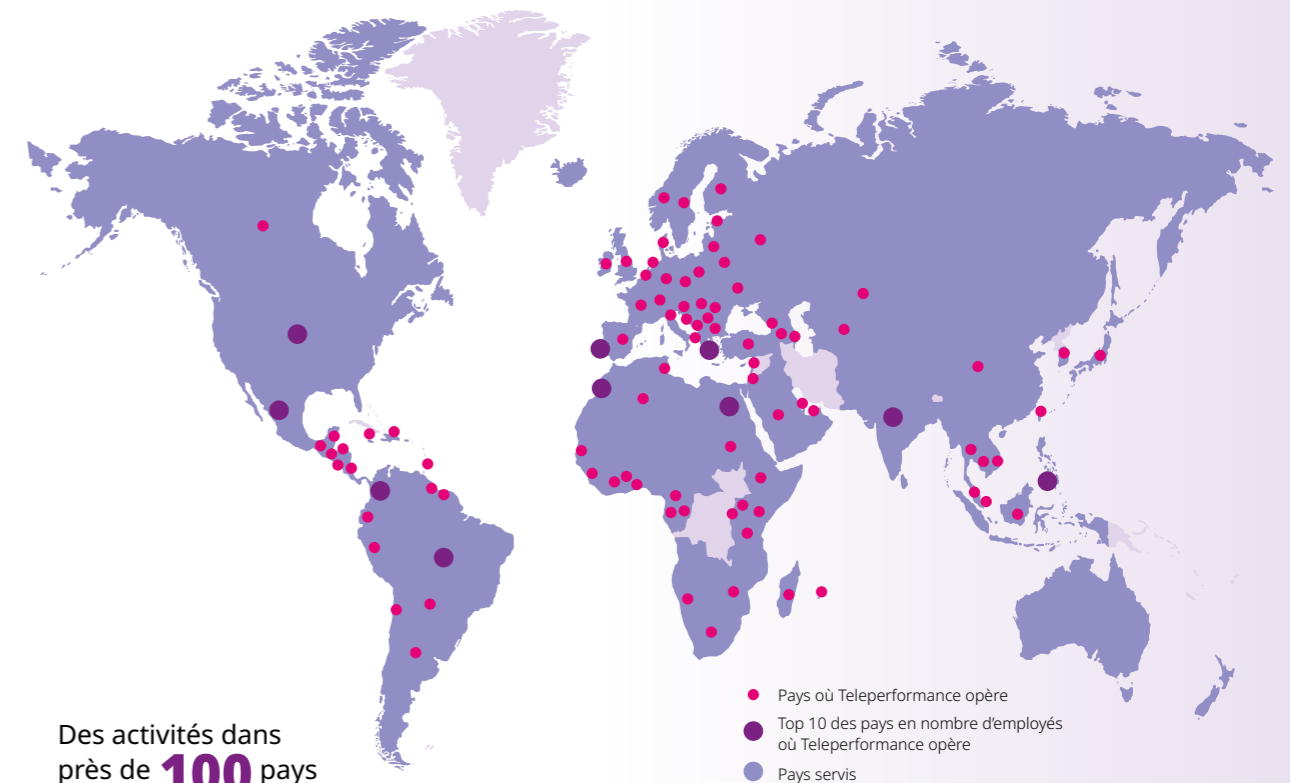 Pays où Teleperformance opère
Top 10 des pays en nombre d’employés
où Teleperformance opère
Pays servis
Des activités dans
près de 100 pays